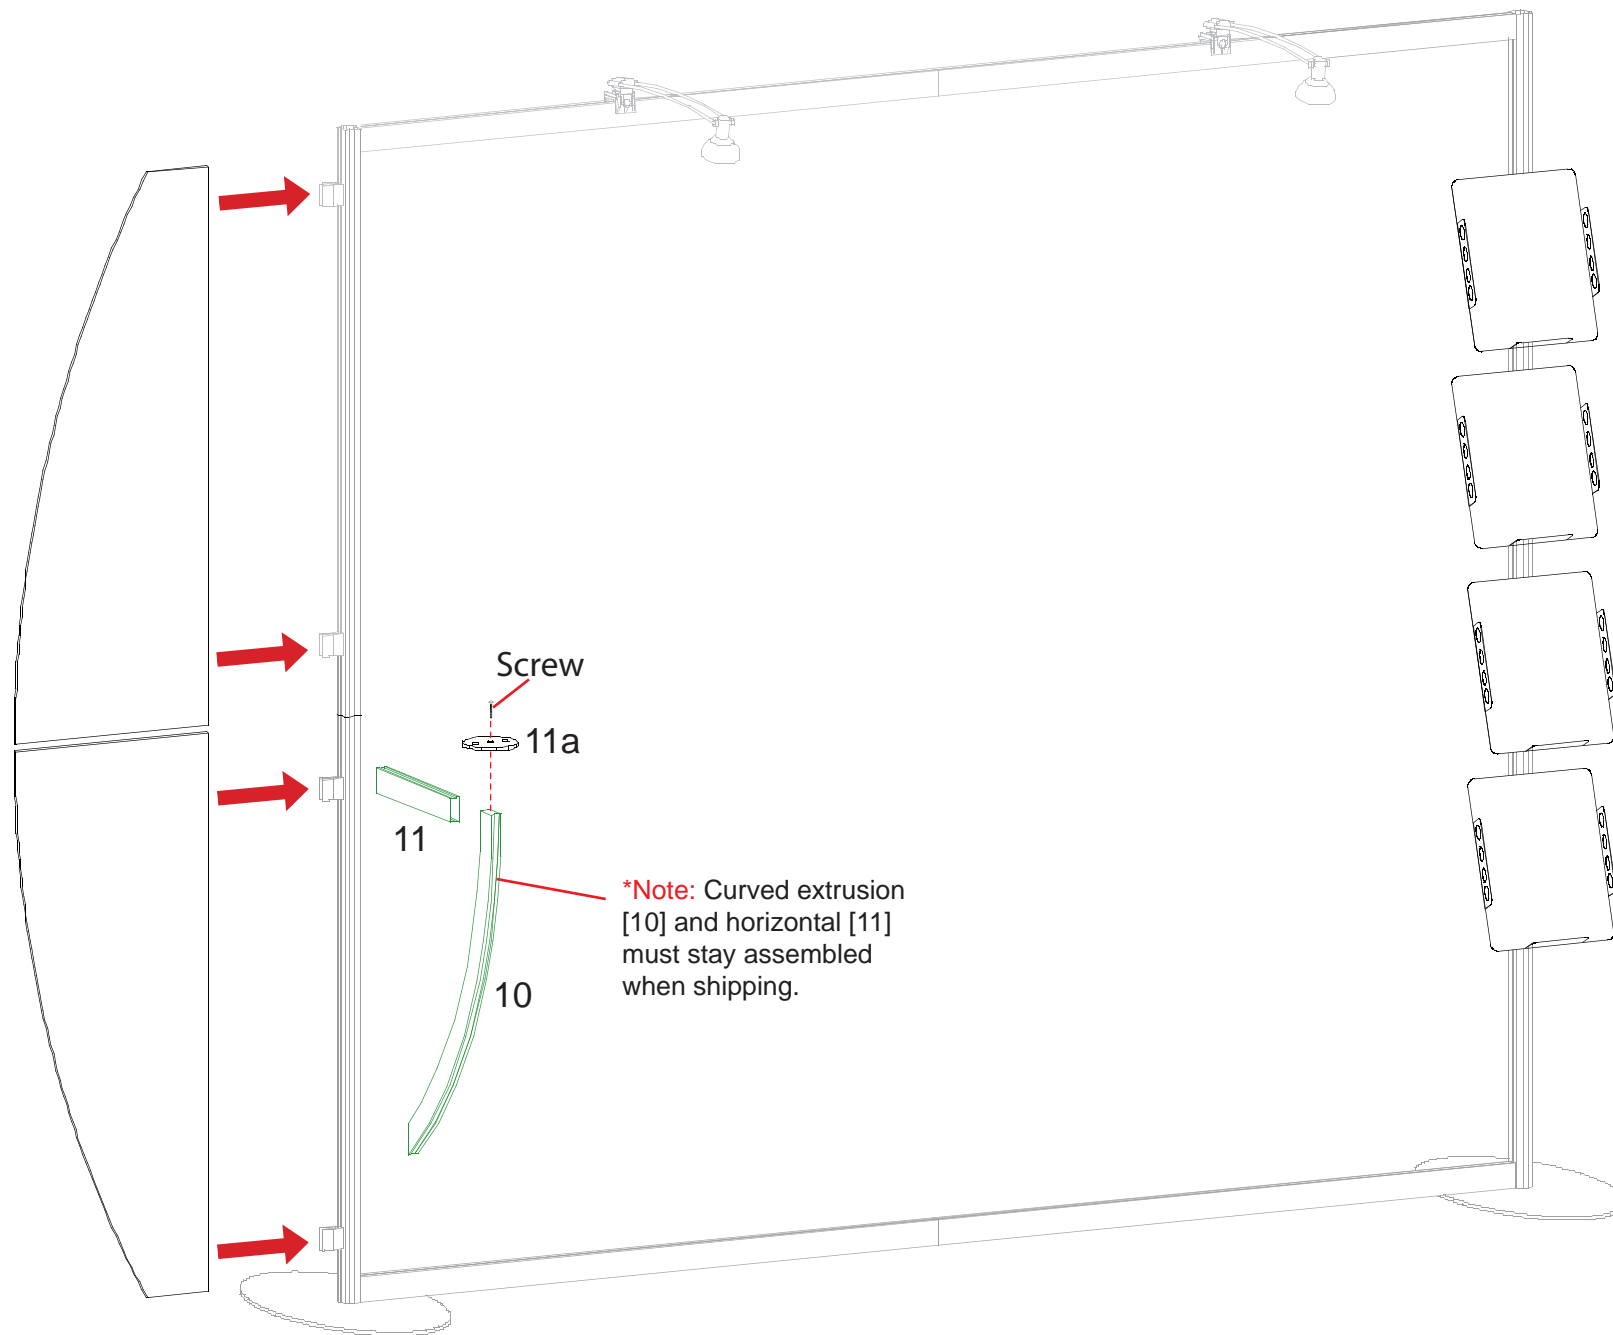 Screw
11a
11
*Note: Curved extrusion
[10] and horizontal [11]
must stay assembled
when shipping.
10